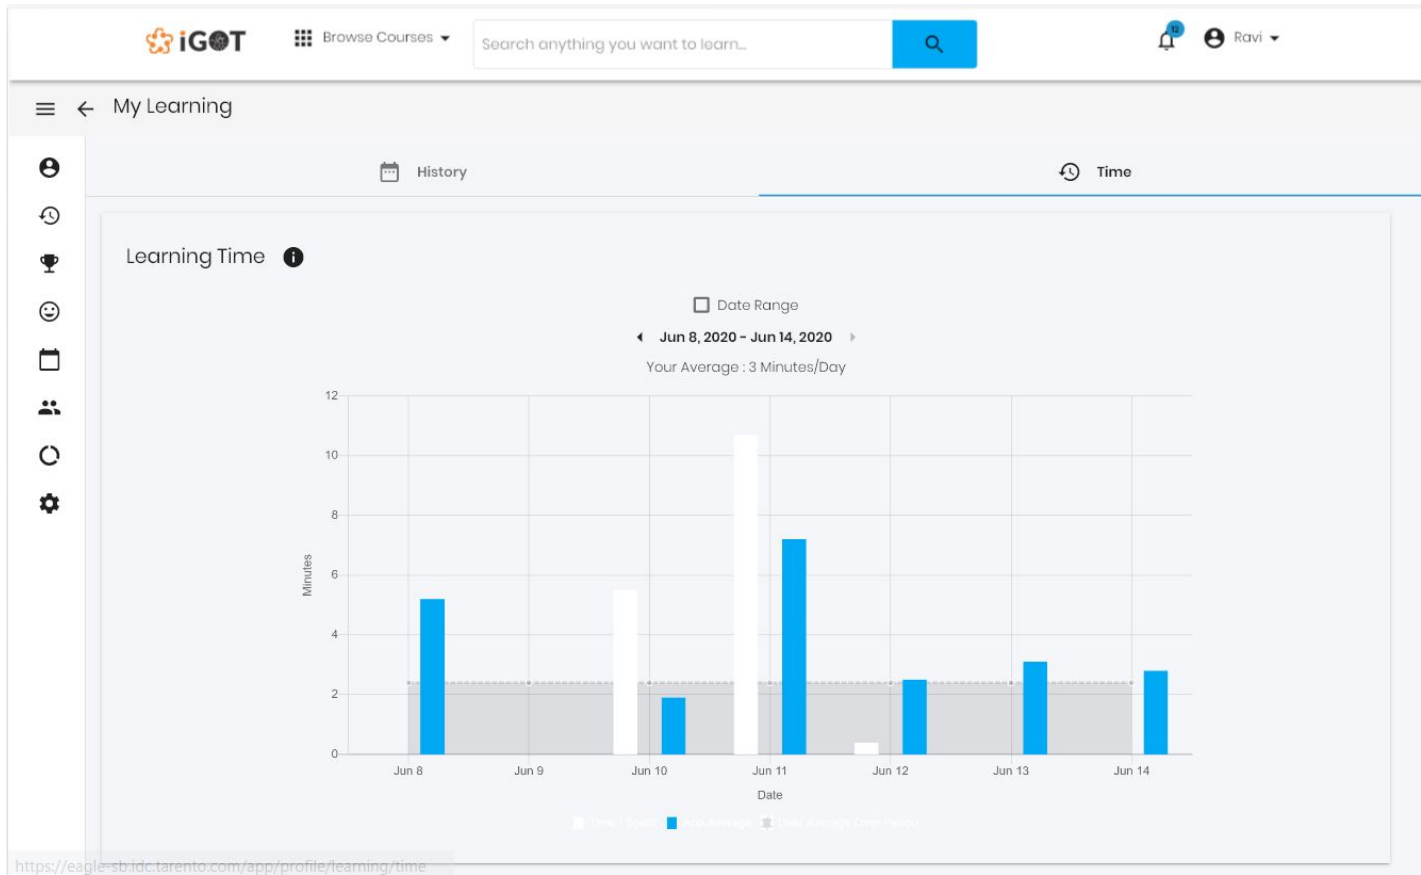 iGOT
Browse Courses
Search anything you want to learn...
12
Ravi
My Learning
History
Time
Learning Time
Date Range
Jun 8, 2020 - Jun 14, 2020
Your Average : 3 Minutes/Day
12
10
8
6
4
2
0
Minutes
Jun 8 Jun 9 Jun 10 Jun 11 Jun 12 Jun 13 Jun 14
Date
https://eagle-sb.idc.tarento.com/app/profile/learning/time